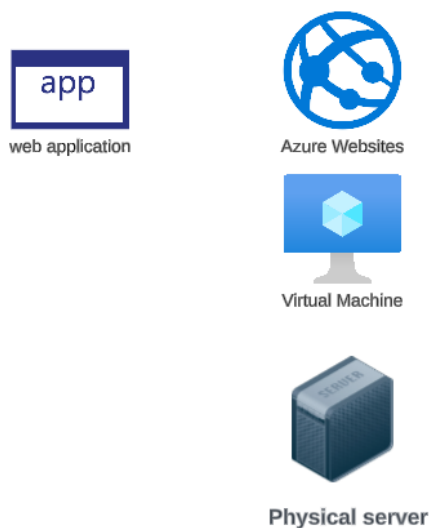 app
web application
Azure Websites
Virtual Machine
SERVER
Physical server